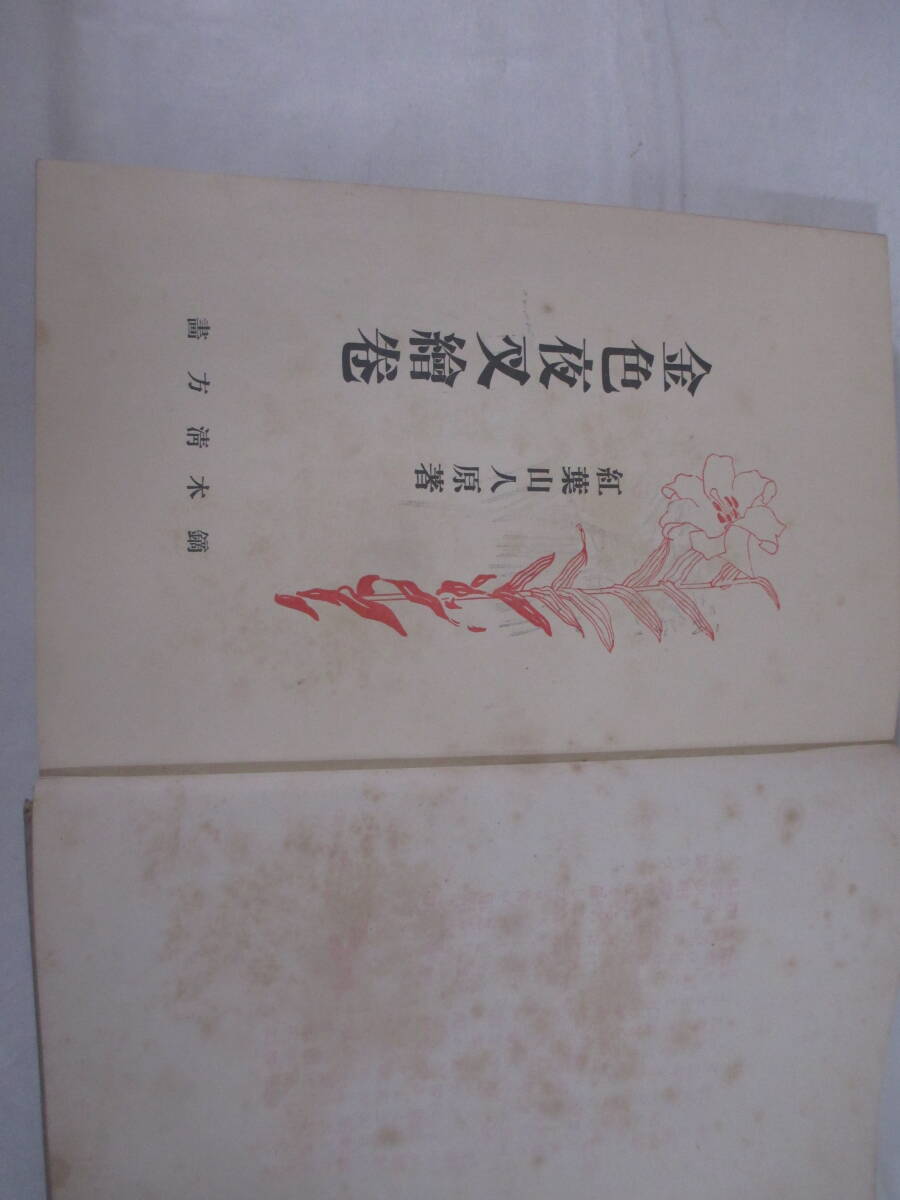 紅葉山人原著
金色夜叉繪卷
鏑木清方畫